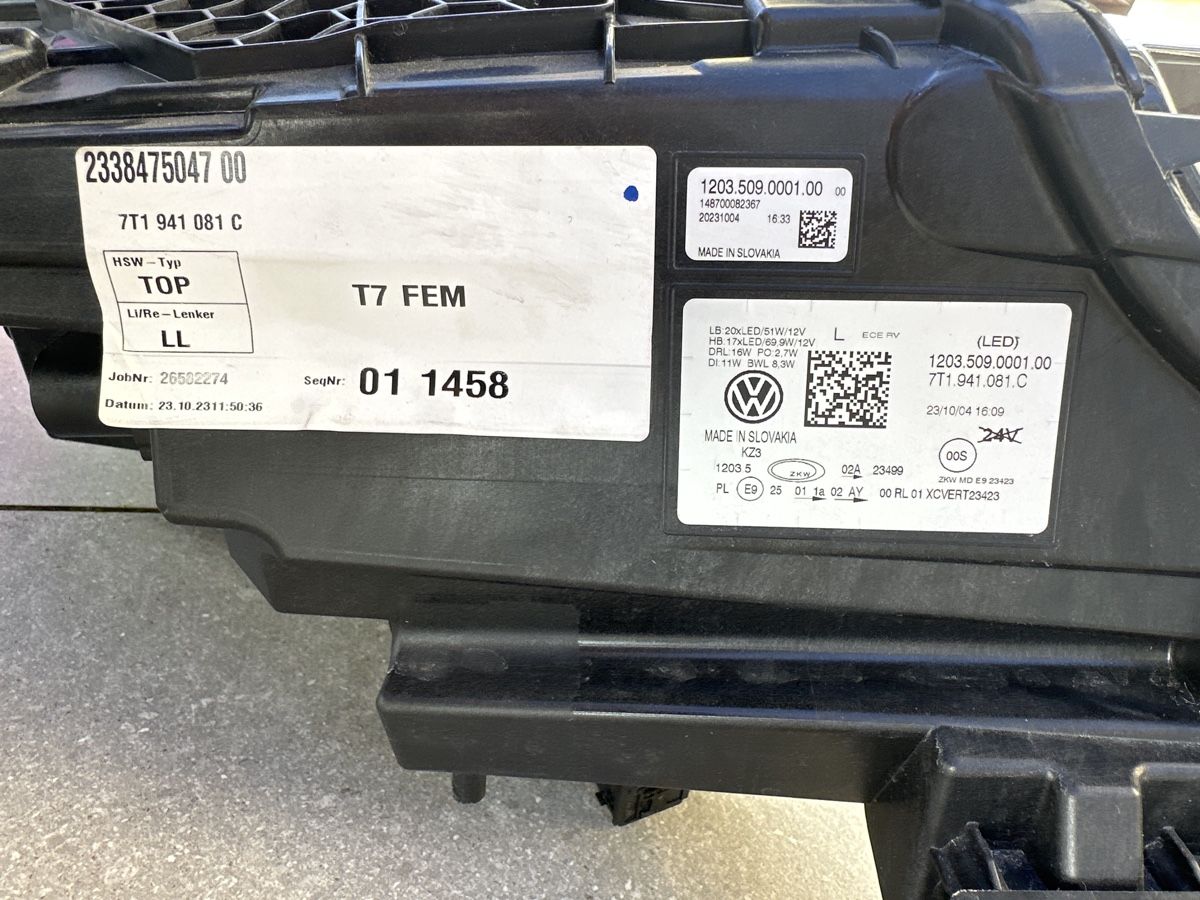 2338475047 00
7T1 941 081 C
HSW-Typ
TOP
Li/Re-Lenker
LL
T7 FEM
JobNr: 26582274
SeqNr: 01 1458
Datum: 23.10.2311:50:36
1203.509.0001.00 00
148700082367
20231004 16:33
MADE IN SLOVAKIA
LB:20xLED/51W/12V
HB:17xLED/69,9W/12V
DRL:16W PO:2,7W
DI:11W BWL 8,3W
L ECE RV
(LED)
1203.509.0001.00
7T1.941.081.C
23/10/04 16:09
24V
00S
MADE IN SLOVAKIA
KZ3
1203.5 ZKW 02A 23499
ZKW MD E9 23423
PL E9 25 01 1a 02 AY 00 RL 01 XCVERT23423